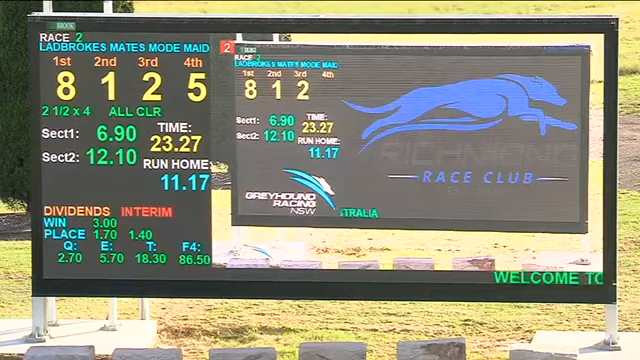 BROOK
RACE 2
LADBROKES MATES MODE MAID
1st 2nd 3rd 4th
8 1 2 5
2 1/2 x 4 ALL CLR
Sect1: 6.90 TIME:
23.27
Sect2: 12.10 RUN HOME:
11.17
DIVIDENDS INTERIM
WIN 3.00
PLACE 1.70 1.40
Q: E: T: F4:
2.70 5.70 18.30 86.50
2
RACE 2
LADBROKES MATES MODE MAID
1st 2nd 3rd 4th
8 1 2
Sect1: 6.90 TIME:
23.27
Sect2: 12.10 RUN HOME:
11.17
GREYHOUND
RACING
NSW
TRALIA
RICHMOND
RACE CLUB
WELCOME TO